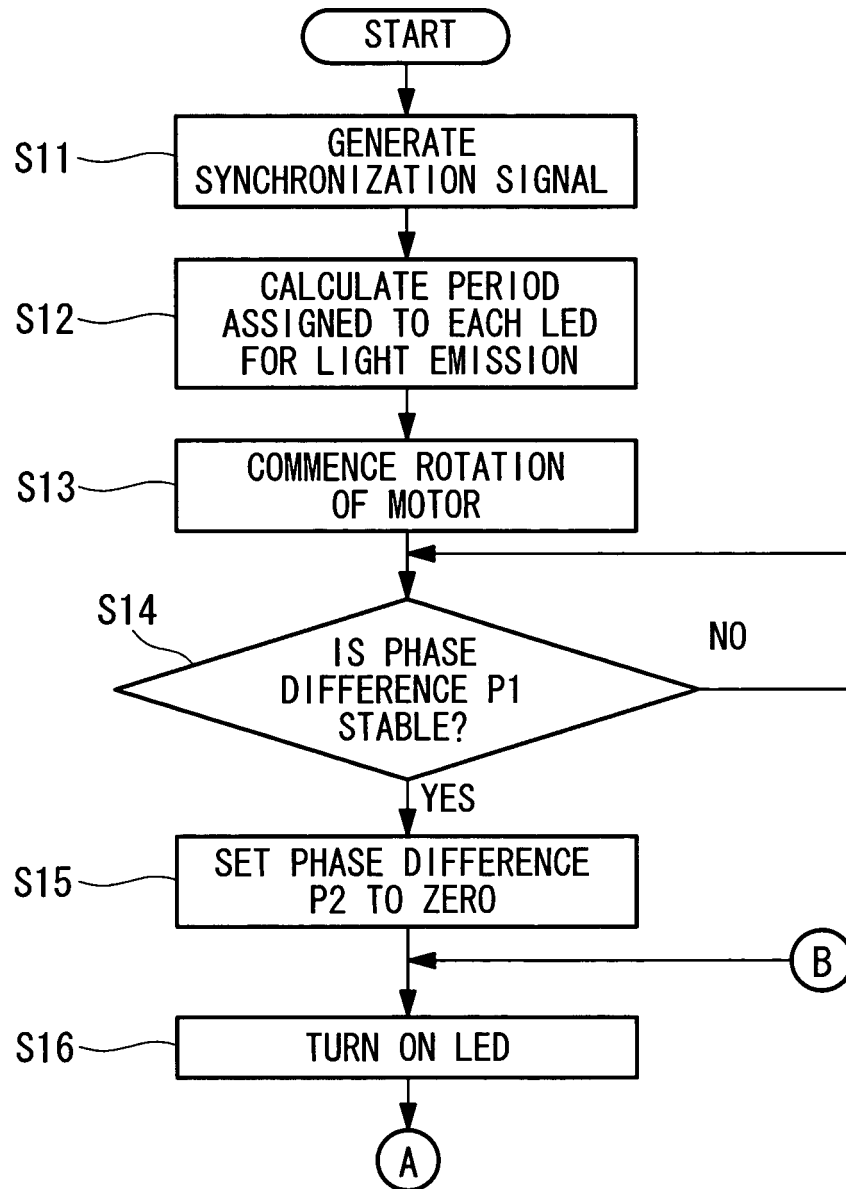 START
S11
GENERATE
SYNCHRONIZATION SIGNAL
S12
CALCULATE PERIOD
ASSIGNED TO EACH LED
FOR LIGHT EMISSION
S13
COMMENCE ROTATION
OF MOTOR
S14
IS PHASE
DIFFERENCE P1
STABLE?
NO
YES
S15
SET PHASE DIFFERENCE
P2 TO ZERO
B
S16
TURN ON LED
A